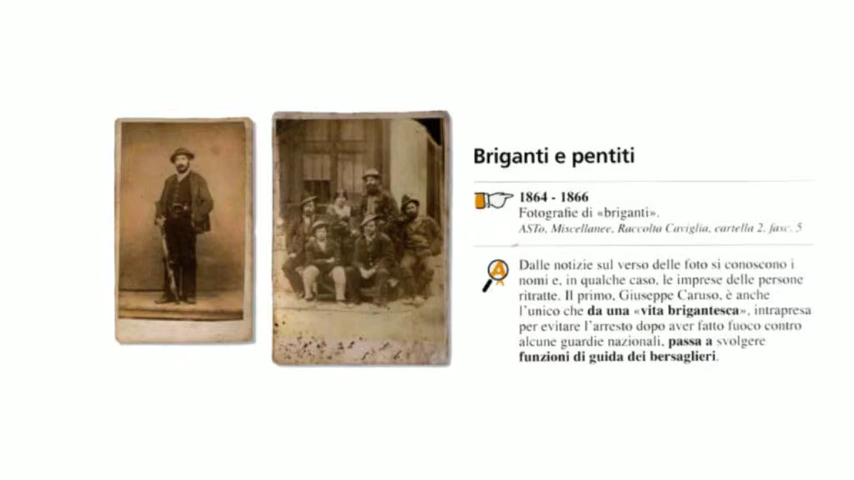 Briganti e pentiti
1864 - 1866
Fotografie di «briganti».
ASTo, Miscellanee, Raccolta Caviglia, cartella 2, fasc. 5
Dalle notizie sul verso delle foto si conoscono i
nomi e, in qualche caso, le imprese delle persone
ritratte. Il primo, Giuseppe Caruso, è anche
l'unico che da una «vita brigantesca», intrapresa
per evitare l'arresto dopo aver fatto fuoco contro
alcune guardie nazionali, passa a svolgere
funzioni di guida dei bersaglieri.